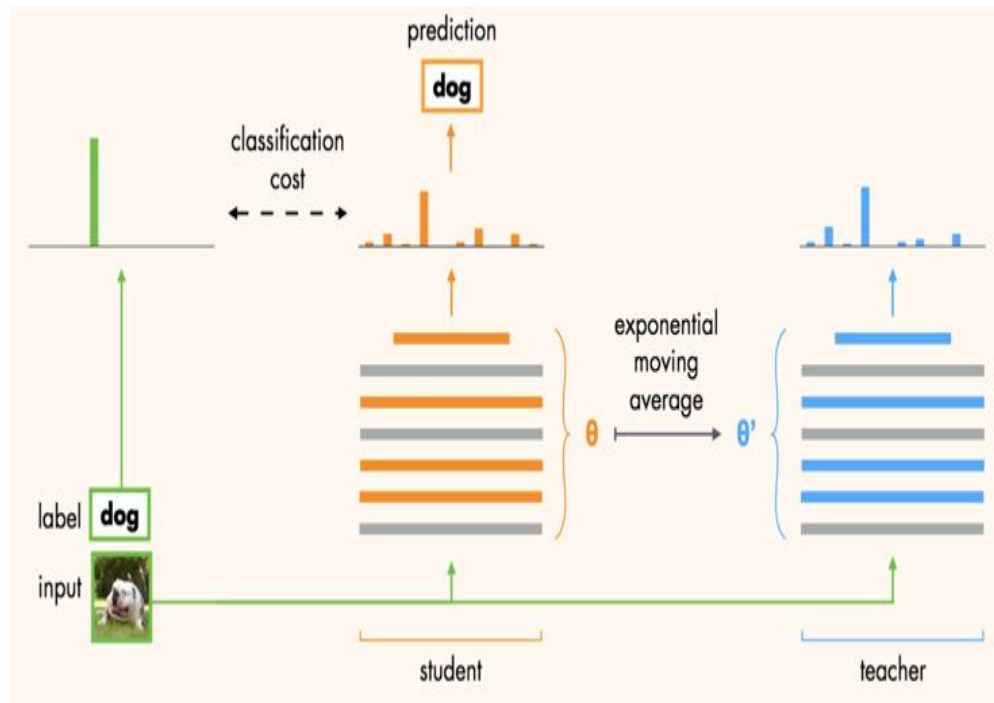 prediction
dog
classification
cost
exponential
moving
average
θ
θ’
label
dog
input
student
teacher